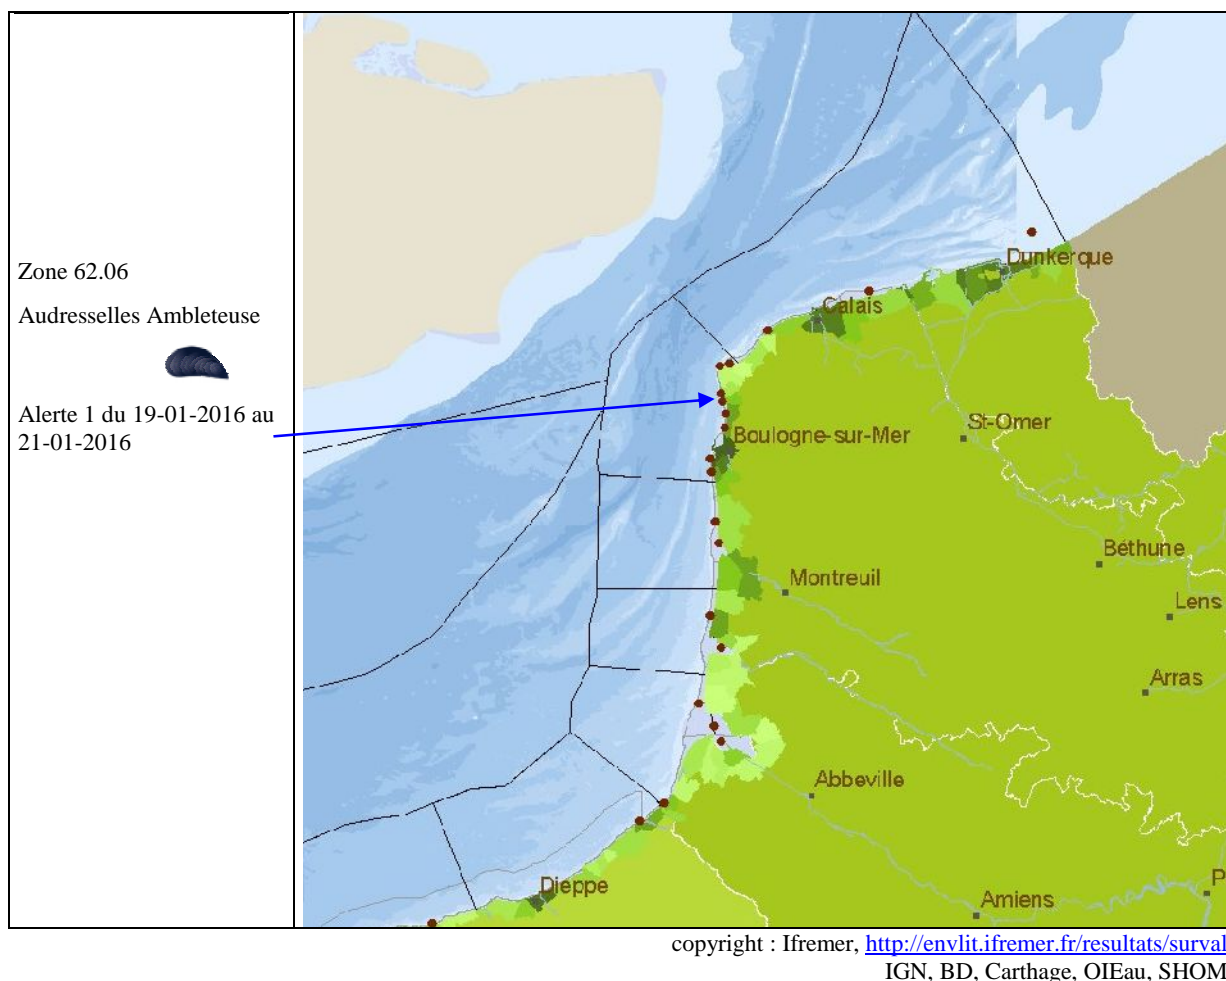 Zone 62.06
Audresselles Ambleteuse
Alerte 1 du 19-01-2016 au
21-01-2016
Dunkerque
Calais
St-Omer
Boulogne-sur-Mer
Béthune
Montreuil
Lens
Arras
Abbeville
P
Dieppe
Amiens
copyright : Ifremer, http://envlit.ifremer.fr/resultats/surval
IGN, BD, Carthage, OIEau, SHOM